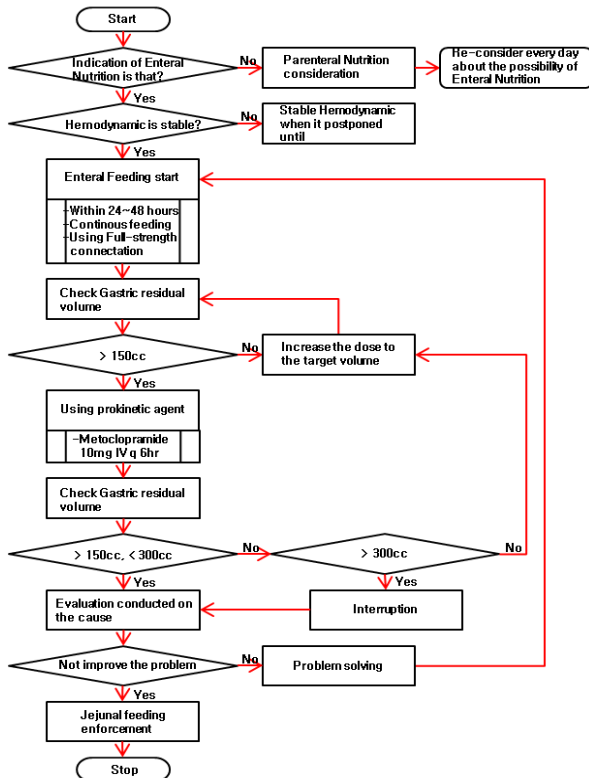 Start
Indication of Enteral
Nutrition is that?
No
Parenteral Nutrition
consideration
Re-consider every day
about the possibility of
Enteral Nutrition
Yes
Hemodynamic is stable?
No
Stable Hemodynamic
when it postponed
until
Yes
Enteral Feeding start
-Within 24~48 hours
-Continous feeding
-Using Full-strength
connectation
Check Gastric residual
volume
> 150cc
No
Increase the dose to
the target volume
Yes
Using prokinetic agent
-Metoclopramide
10mg IV q 6hr
Check Gastric residual
volume
> 150cc, < 300cc
No
> 300cc
No
Yes
Yes
Evaluation conducted on
the cause
Interruption
Not improve the problem
No
Problem solving
Yes
Jejunal feeding
enforcement
Stop